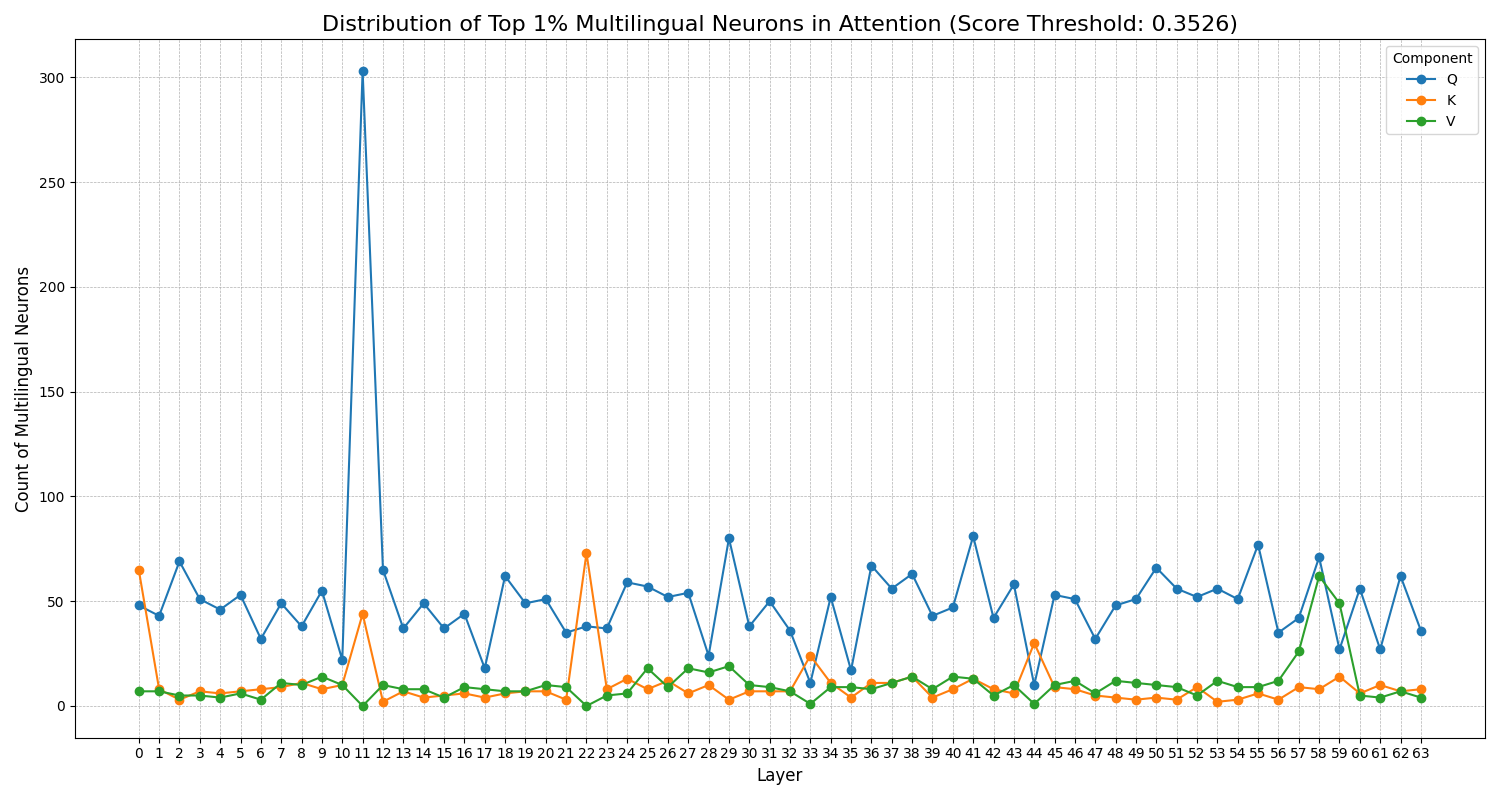 Distribution of Top 1% Multilingual Neurons in Attention (Score Threshold: 0.3526)
Component
Q
K
V
Count of Multilingual Neurons
300
250
200
150
100
50
0
0 1 2 3 4 5 6 7 8 9 10 11 12 13 14 15 16 17 18 19 20 21 22 23 24 25 26 27 28 29 30 31 32 33 34 35 36 37 38 39 40 41 42 43 44 45 46 47 48 49 50 51 52 53 54 55 56 57 58 59 60 61 62 63
Layer